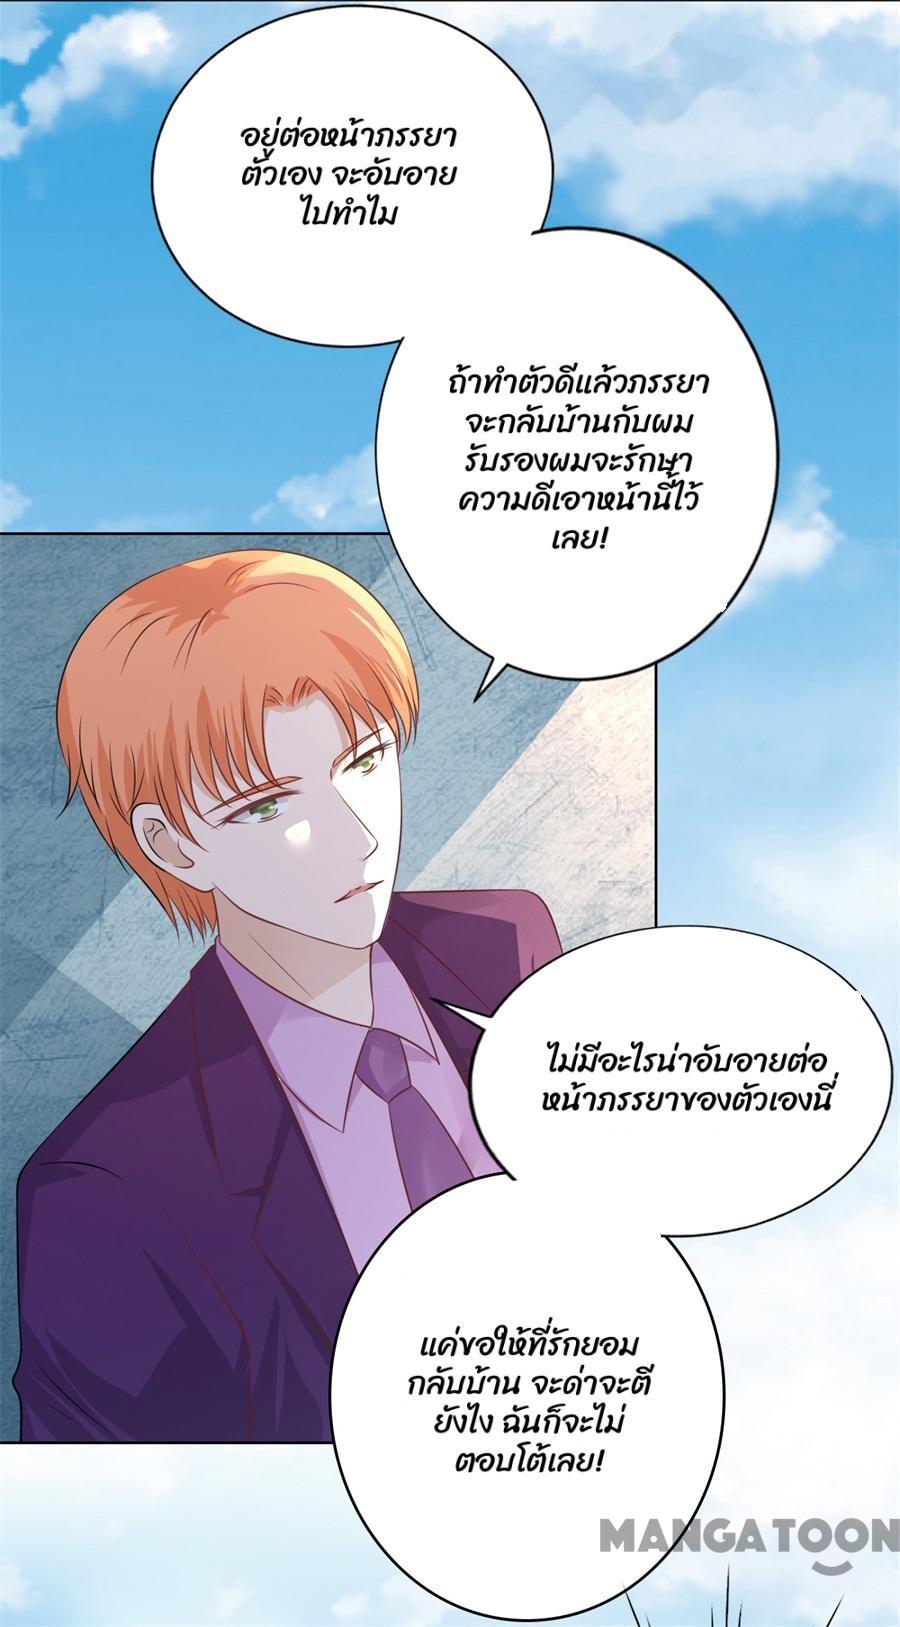 อยู่ต่อหน้าภรรยา
ตัวเอง จะอับอาย
ไปทำไม
ถ้าทำตัวดีแล้วภรรยา
จะกลับบ้านกับผม
รับรองผมจะรักษา
ความดีเอาหน้านี้ไว้
เลย!
ไม่มีอะไรน่าอับอายต่อ
หน้าภรรยาของตัวเองนี่
แค่ขอให้ที่รักยอม
กลับบ้าน จะด่าจะตี
ยังไง ฉันก็จะไม่
ตอบโต้เลย!
MANGATOON